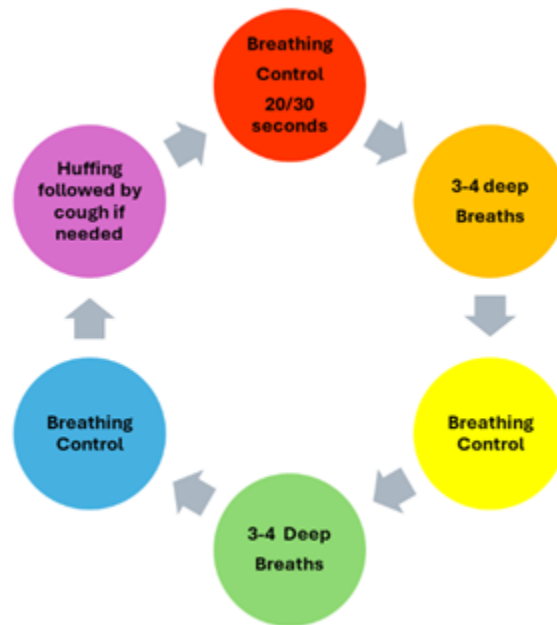 Breathing
Control
20/30
seconds
3-4 deep
Breaths
Breathing
Control
3-4 Deep
Breaths
Breathing
Control
Huffing
followed by
cough if
needed